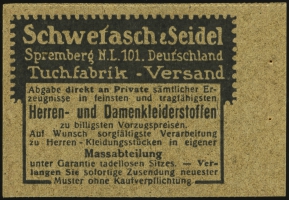 Schwetasch & Seidel
Spremberg N.L. 101. Deutschland
Tuchfabrik - Versand
Abgabe direkt an Private sämtlicher Er-
zeugnisse in feinsten und tragfähigsten
Herren- und Damenkleiderstoffen
zu billigsten Vorzugspreisen.
Auf Wunsch sorgfältigste Verarbeitung
zu Herren-Kleidungsstücken in eigener
Massabteilung
unter Garantie tadellosen Sitzes. — Ver-
langen Sie sofortige Zusendung neuester
Muster ohne Kaufverpflichtung